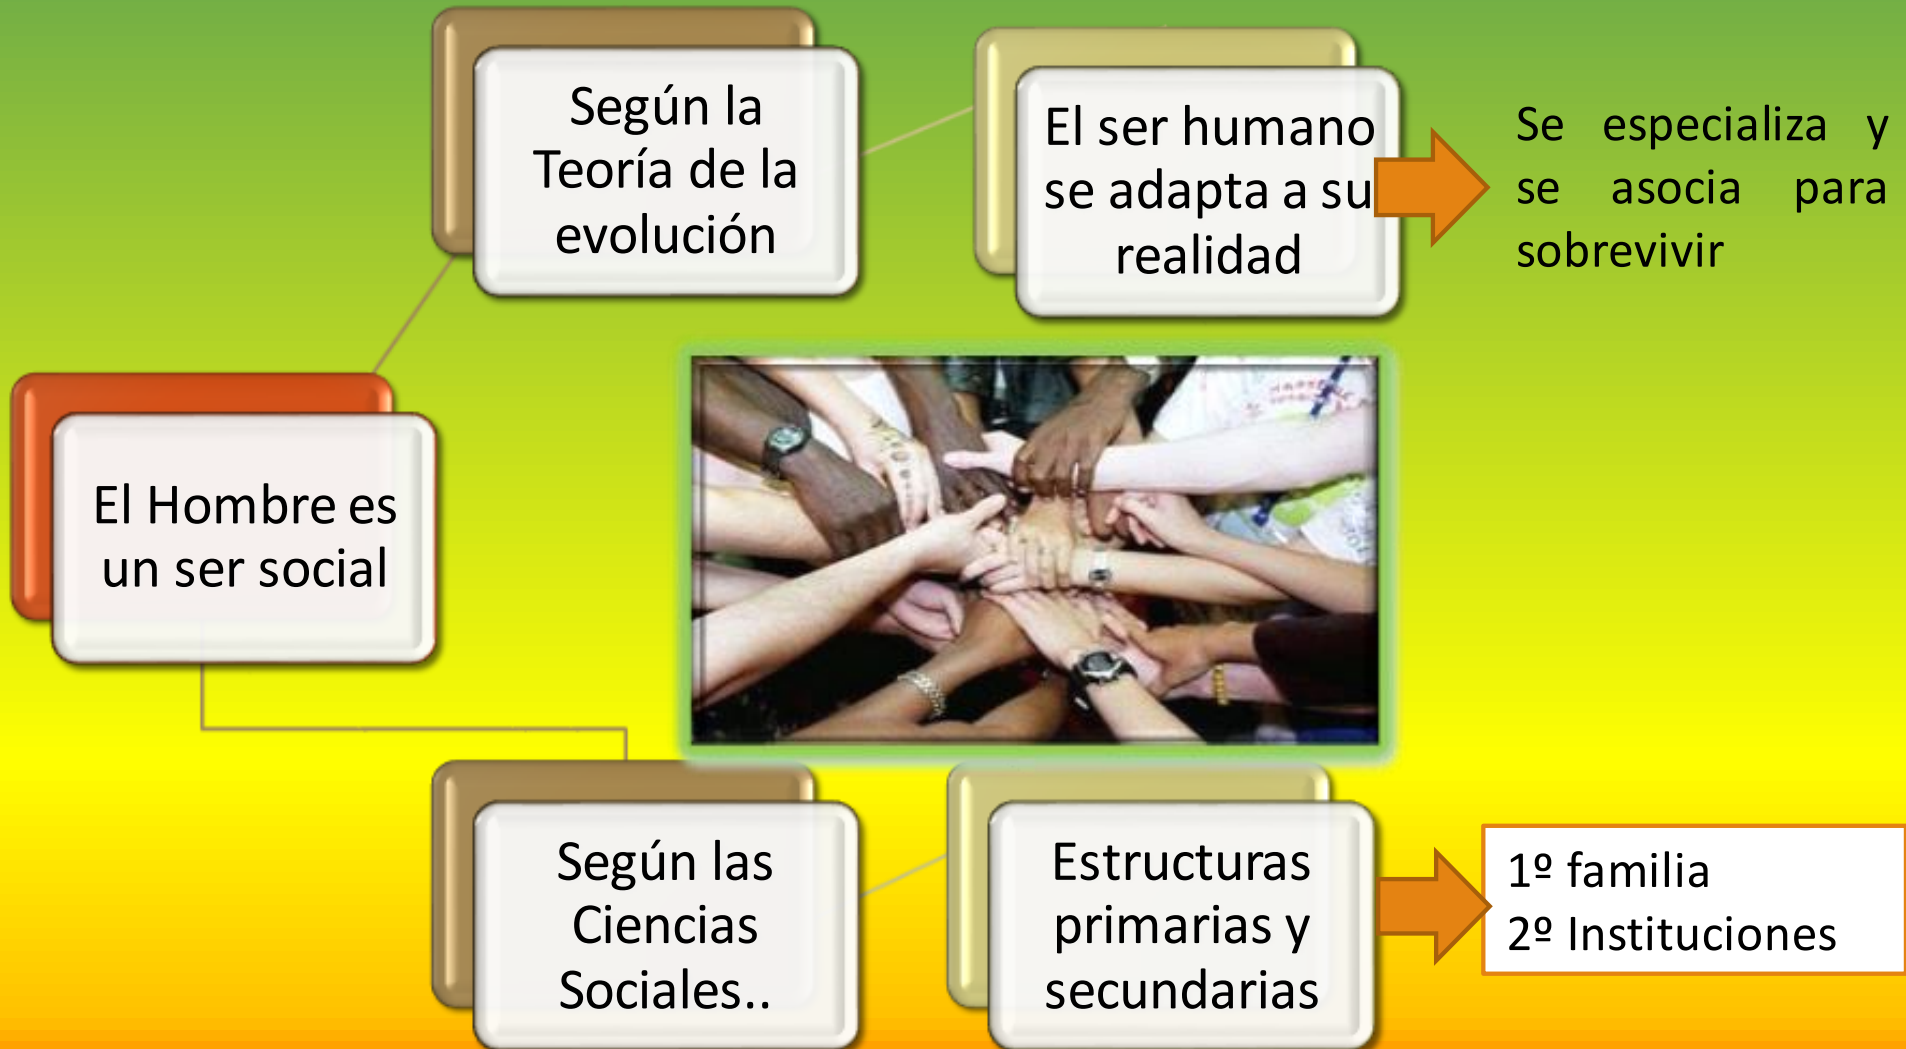 Según la
Teoría de la
evolución
El ser humano
se adapta a su
realidad
Se especializa y
se asocia para
sobrevivir
El Hombre es
un ser social
Según las
Ciencias
Sociales..
Estructuras
primarias y
secundarias
1º familia
2º Instituciones